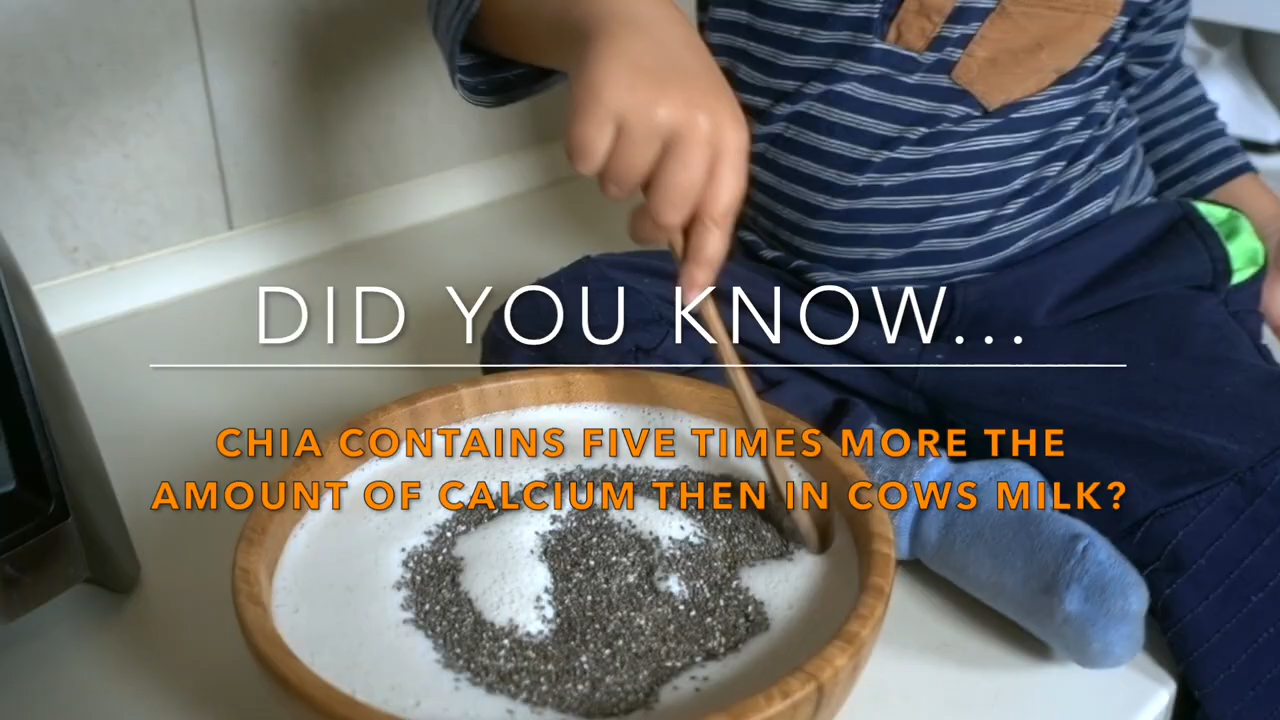 DID YOU KNOW...
CHIA CONTAINS FIVE TIMES MORE THE
AMOUNT OF CALCIUM THEN IN COWS MILK?